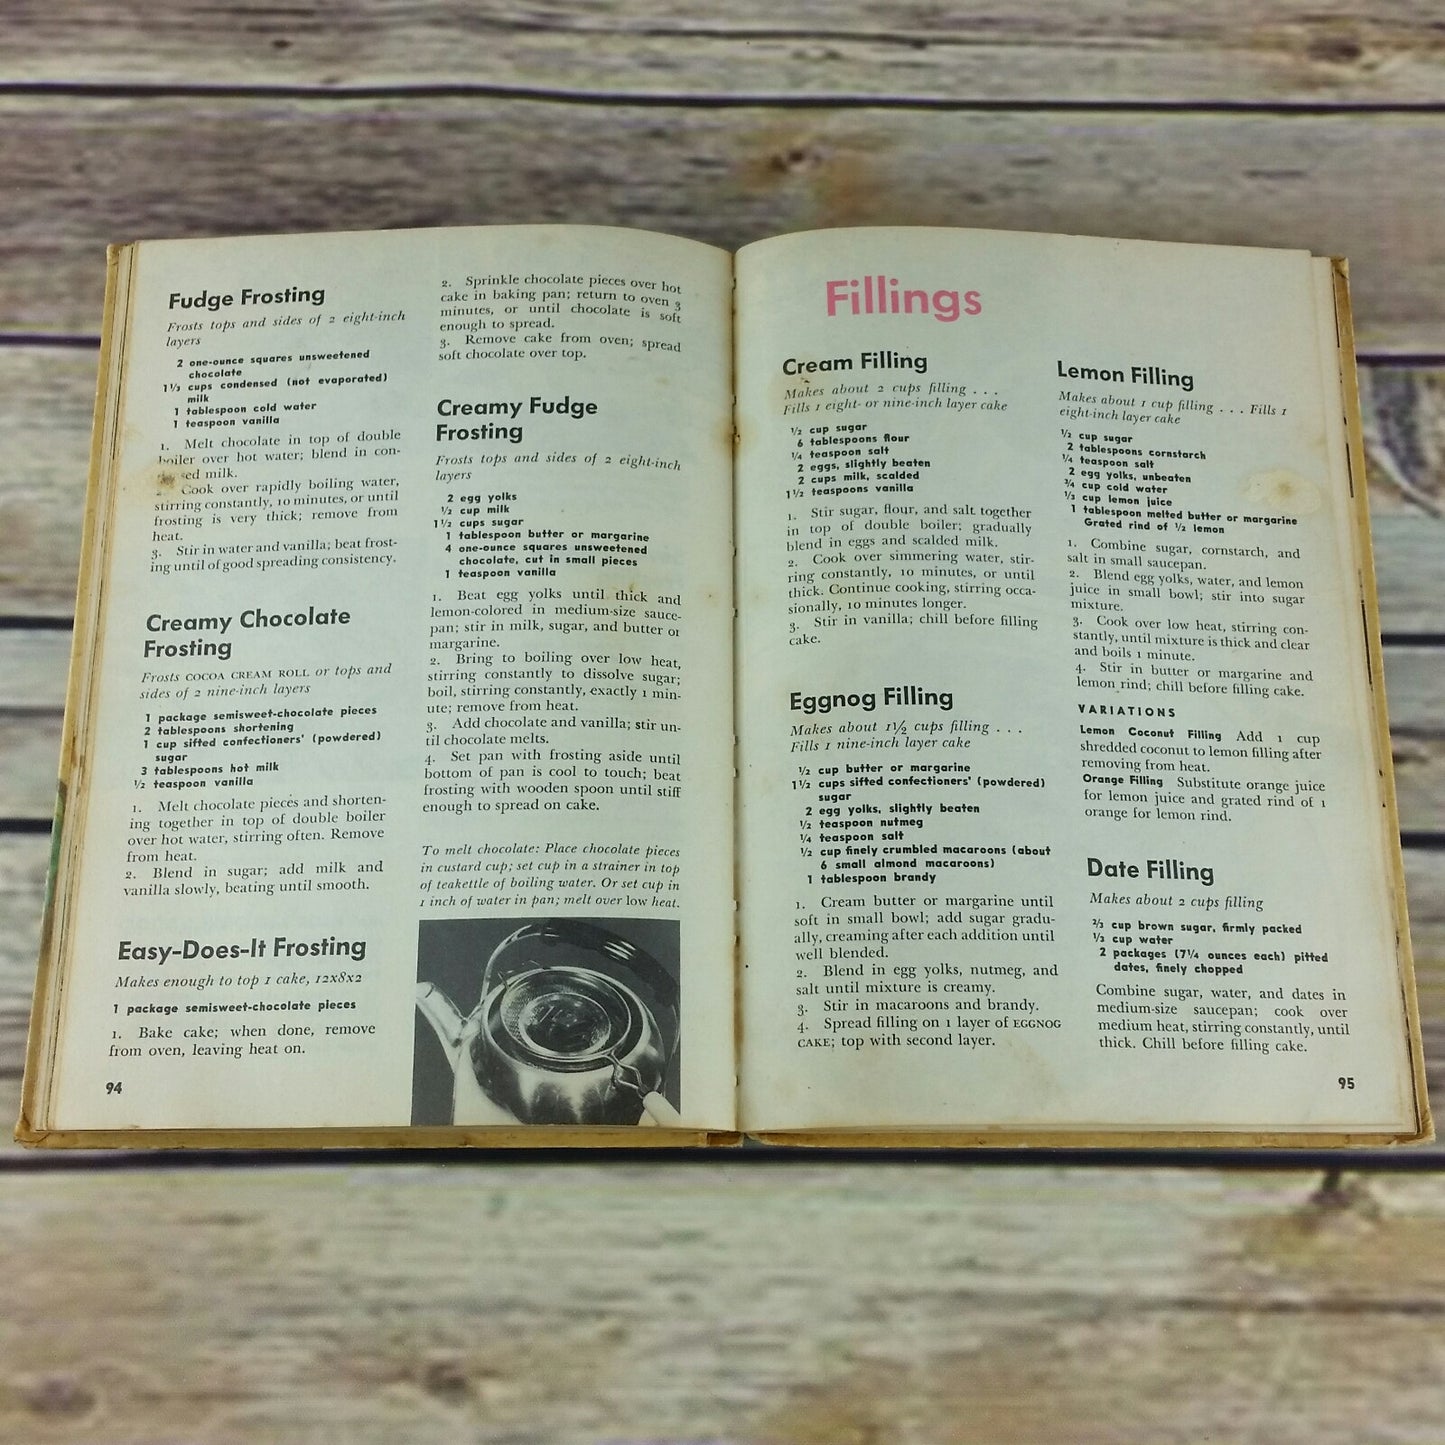 Fudge Frosting
Frosts tops and sides of 2 eight-inch
layers
2 one-ounce squares unsweetened
chocolate
1⅓ cups condensed (not evaporated)
milk
1 tablespoon cold water
1 teaspoon vanilla
1. Melt chocolate in top of double
boiler over hot water; blend in con-
sed milk.
2. Cook over rapidly boiling water,
stirring constantly, 10 minutes, or until
frosting is very thick; remove from
heat.
3. Stir in water and vanilla; beat frost-
ing until of good spreading consistency.
Creamy Chocolate
Frosting
Frosts COCOA CREAM ROLL or tops and
sides of 2 nine-inch layers
1 package semisweet-chocolate pieces
2 tablespoons shortening
1 cup sifted confectioners' (powdered)
sugar
3 tablespoons hot milk
½ teaspoon vanilla
1. Melt chocolate pieces and shorten-
ing together in top of double boiler
over hot water, stirring often. Remove
from heat.
2. Blend in sugar; add milk and
vanilla slowly, beating until smooth.
Easy-Does-It Frosting
Makes enough to top 1 cake, 12x8x2
1 package semisweet-chocolate pieces
1. Bake cake; when done, remove
from oven, leaving heat on.
94
2. Sprinkle chocolate pieces over hot
cake in baking pan; return to oven 3
minutes, or until chocolate is soft
enough to spread.
3. Remove cake from oven; spread
soft chocolate over top.
Creamy Fudge
Frosting
Frosts tops and sides of 2 eight-inch
layers
2 egg yolks
½ cup milk
1½ cups sugar
1 tablespoon butter or margarine
4 one-ounce squares unsweetened
chocolate, cut in small pieces
1 teaspoon vanilla
1. Beat egg yolks until thick and
lemon-colored in medium-size sauce-
pan; stir in milk, sugar, and butter or
margarine.
2. Bring to boiling over low heat,
stirring constantly to dissolve sugar;
boil, stirring constantly, exactly 1 min-
ute; remove from heat.
3. Add chocolate and vanilla; stir un-
til chocolate melts.
4. Set pan with frosting aside until
bottom of pan is cool to touch; beat
frosting with wooden spoon until stiff
enough to spread on cake.
To melt chocolate: Place chocolate pieces
in custard cup; set cup in a strainer in top
of teakettle of boiling water. Or set cup in
1 inch of water in pan; melt over low heat.
Fillings
Cream Filling
Makes about 2 cups filling . . .
Fills 1 eight- or nine-inch layer cake
½ cup sugar
6 tablespoons flour
¼ teaspoon salt
2 eggs, slightly beaten
2 cups milk, scalded
1½ teaspoons vanilla
1. Stir sugar, flour, and salt together
in top of double boiler; gradually
blend in eggs and scalded milk.
2. Cook over simmering water, stir-
ring constantly, 10 minutes, or until
thick. Continue cooking, stirring occa-
sionally, 10 minutes longer.
3. Stir in vanilla; chill before filling
cake.
Eggnog Filling
Makes about 1½ cups filling . . .
Fills 1 nine-inch layer cake
½ cup butter or margarine
1½ cups sifted confectioners' (powdered)
sugar
2 egg yolks, slightly beaten
½ teaspoon nutmeg
¼ teaspoon salt
½ cup finely crumbled macaroons (about
6 small almond macaroons)
1 tablespoon brandy
1. Cream butter or margarine until
soft in small bowl; add sugar gradu-
ally, creaming after each addition until
well blended.
2. Blend in egg yolks, nutmeg, and
salt until mixture is creamy.
3. Stir in macaroons and brandy.
4. Spread filling on 1 layer of EGGNOG
CAKE; top with second layer.
Lemon Filling
Makes about 1 cup filling . . . Fills 1
eight-inch layer cake
½ cup sugar
2 tablespoons cornstarch
¼ teaspoon salt
2 egg yolks, unbeaten
¾ cup cold water
⅓ cup lemon juice
1 tablespoon melted butter or margarine
Grated rind of ½ lemon
1. Combine sugar, cornstarch, and
salt in small saucepan.
2. Blend egg yolks, water, and lemon
juice in small bowl; stir into sugar
mixture.
3. Cook over low heat, stirring con-
stantly, until mixture is thick and clear
and boils 1 minute.
4. Stir in butter or margarine and
lemon rind; chill before filling cake.
VARIATIONS
Lemon Coconut Filling Add 1 cup
shredded coconut to lemon filling after
removing from heat.
Orange Filling Substitute orange juice
for lemon juice and grated rind of 1
orange for lemon rind.
Date Filling
Makes about 2 cups filling
⅔ cup brown sugar, firmly packed
⅓ cup water
2 packages (7¼ ounces each) pitted
dates, finely chopped
Combine sugar, water, and dates in
medium-size saucepan; cook over
medium heat, stirring constantly, until
thick. Chill before filling cake.
95